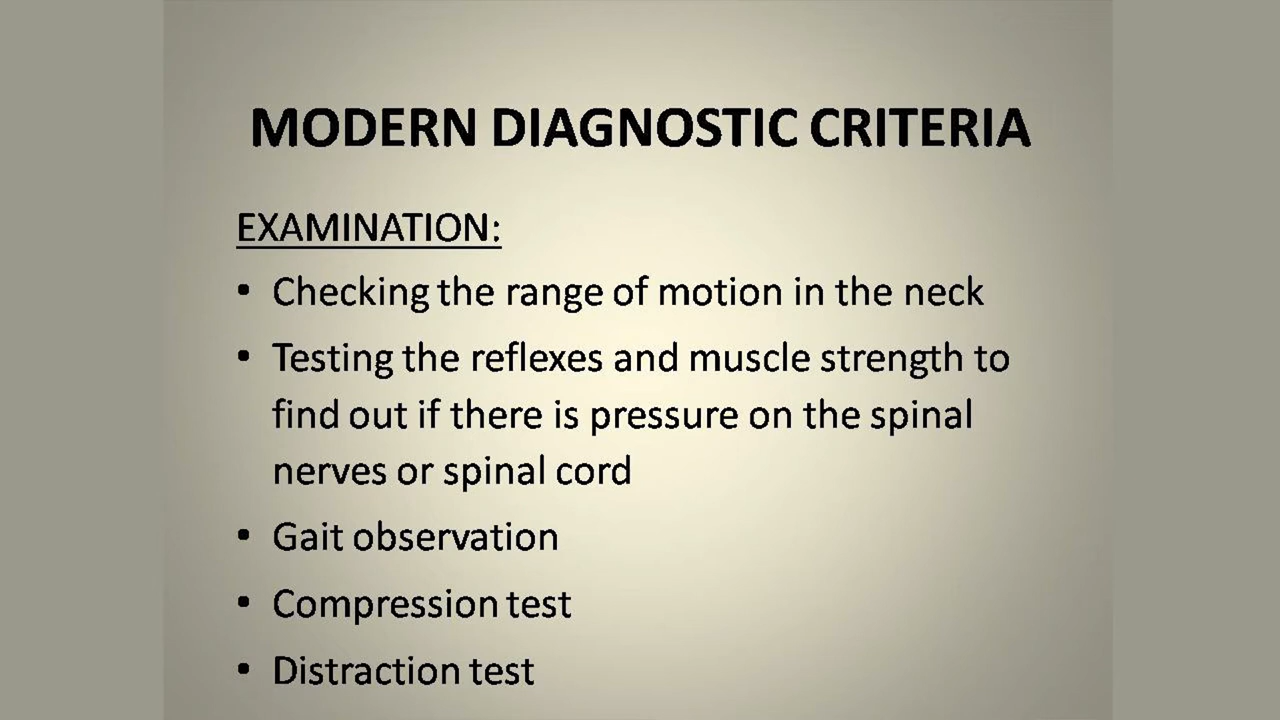 MODERN DIAGNOSTIC CRITERIA
EXAMINATION:
• Checking the range of motion in the neck
• Testing the reflexes and muscle strength to
find out if there is pressure on the spinal
nerves or spinal cord
• Gait observation
• Compression test
• Distraction test